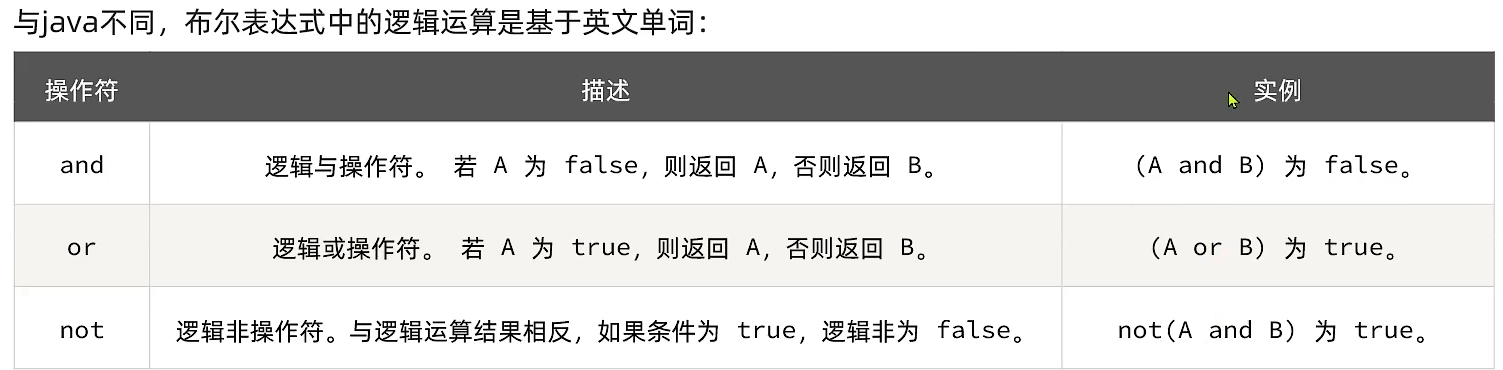 与java不同，布尔表达式中的逻辑运算是基于英文单词：
操作符 描述 实例
and 逻辑与操作符。 若 A 为 false，则返回 A，否则返回 B。 (A and B) 为 false。
or 逻辑或操作符。 若 A 为 true，则返回 A，否则返回 B。 (A or B) 为 true。
not 逻辑非操作符。与逻辑运算结果相反，如果条件为 true，逻辑非为 false。 not(A and B) 为 true。